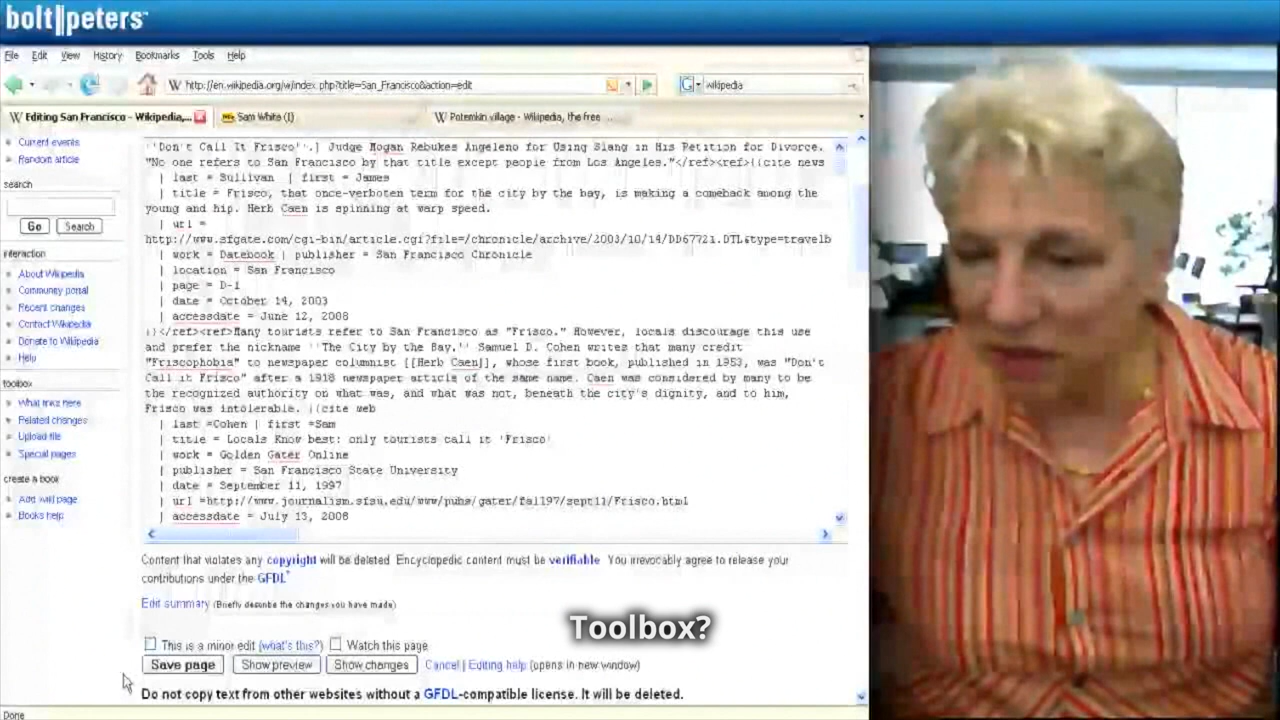 bolt||peters™
File Edit View History Bookmarks Tools Help
http://en.wikipedia.org/w/index.php?title=San_Francisco&action=edit
wikipedia
Editing San Francisco - Wikipedia,...
Sam White (I)
Potemkin village - Wikipedia, the free ...
Current events
Random article
search
Go Search
interaction
About Wikipedia
Community portal
Recent changes
Contact Wikipedia
Donate to Wikipedia
Help
toolbox
What links here
Related changes
Upload file
Special pages
create a book
Add wiki page
Books help
''Don't Call It Frisco''.] Judge Mogan Rebukes Angeleno for Using Slang in His Petition for Divorce.
"No one refers to San Francisco by that title except people from Los Angeles."</ref><ref>{{cite news
| last = Sullivan | first = James
| title = Frisco, that once-verboten term for the city by the bay, is making a comeback among the
young and hip. Herb Caen is spinning at warp speed.
| url =
http://www.sfgate.com/cgi-bin/article.cgi?file=/chronicle/archive/2003/10/14/DD67721.DTL&type=travelb
| work = Datebook | publisher = San Francisco Chronicle
| location = San Francisco
| page = D-1
| date = October 14, 2003
| accessdate = June 12, 2008
}}</ref><ref>Many tourists refer to San Francisco as "Frisco." However, locals discourage this use
and prefer the nickname ''The City by the Bay.'' Samuel D. Cohen writes that many credit
"Friscophobia" to newspaper columnist [[Herb Caen]], whose first book, published in 1953, was "Don't
Call it Frisco" after a 1918 newspaper article of the same name. Caen was considered by many to be
the recognized authority on what was, and what was not, beneath the city's dignity, and to him,
Frisco was intolerable. {{cite web
| last =Cohen | first =Sam
| title = Locals Know best: only tourists call it 'Frisco'
| work = Golden Gater Online
| publisher = San Francisco State University
| date = September 11, 1997
| url =http://www.journalism.sfsu.edu/www/pubs/gater/fall97/sept11/Frisco.html
| accessdate = July 13, 2008
Content that violates any copyright will be deleted. Encyclopedic content must be verifiable. You irrevocably agree to release your
contributions under the GFDL*
Edit summary (Briefly describe the changes you have made)
Toolbox?
This is a minor edit (what's this?) Watch this page
Save page Show preview Show changes Cancel | Editing help (opens in new window)
Do not copy text from other websites without a GFDL-compatible license. It will be deleted.
Done